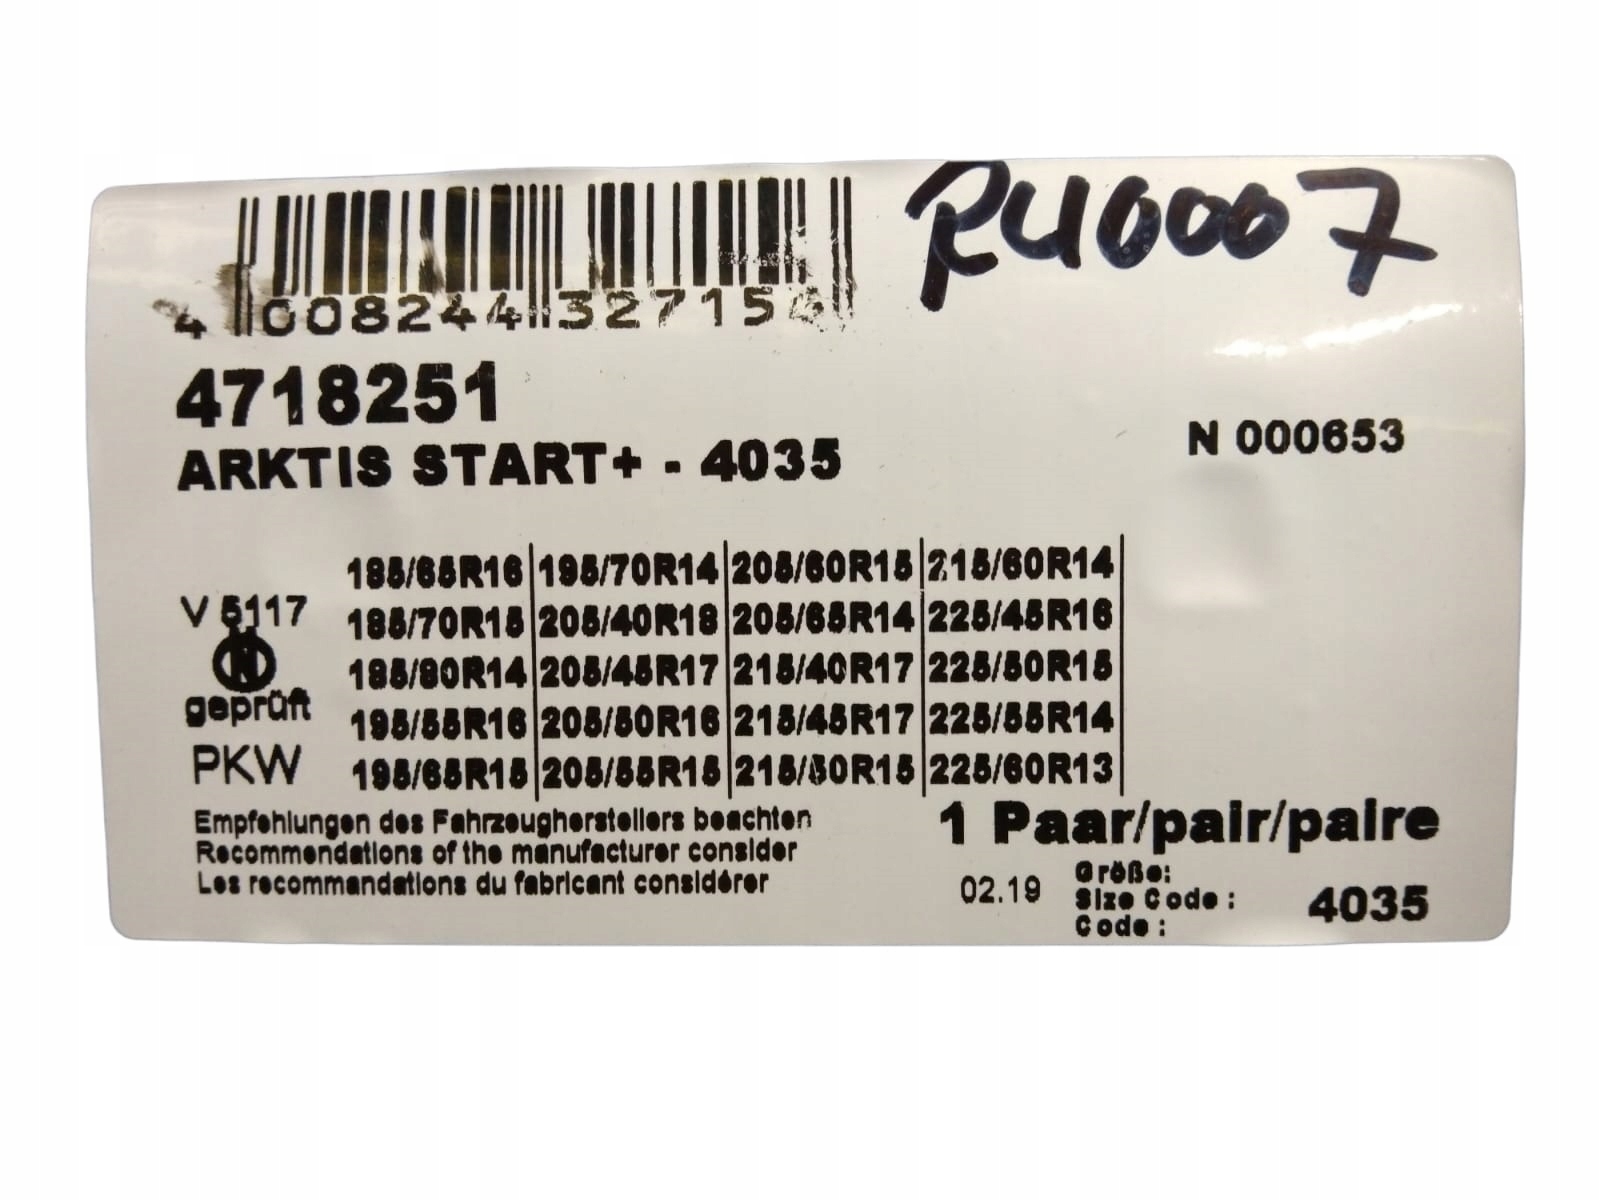 RU00007
4 008244 327154
4718251
ARKTIS START+ - 4035
N 000653
185/65R16 195/70R14 205/60R15 215/60R14
V 5117 185/70R15 205/40R18 205/65R14 225/45R16
N 185/80R14 205/45R17 215/40R17 225/50R15
geprüft 195/55R16 205/50R16 215/45R17 225/55R14
PKW 195/65R15 205/55R15 215/50R15 225/60R13
Empfehlungen des Fahrzeugherstellers beachten
Recommendations of the manufacturer consider
Les recommandations du fabricant considérer
1 Paar/pair/paire
02.19
Größe:
Size Code :
Code :
4035